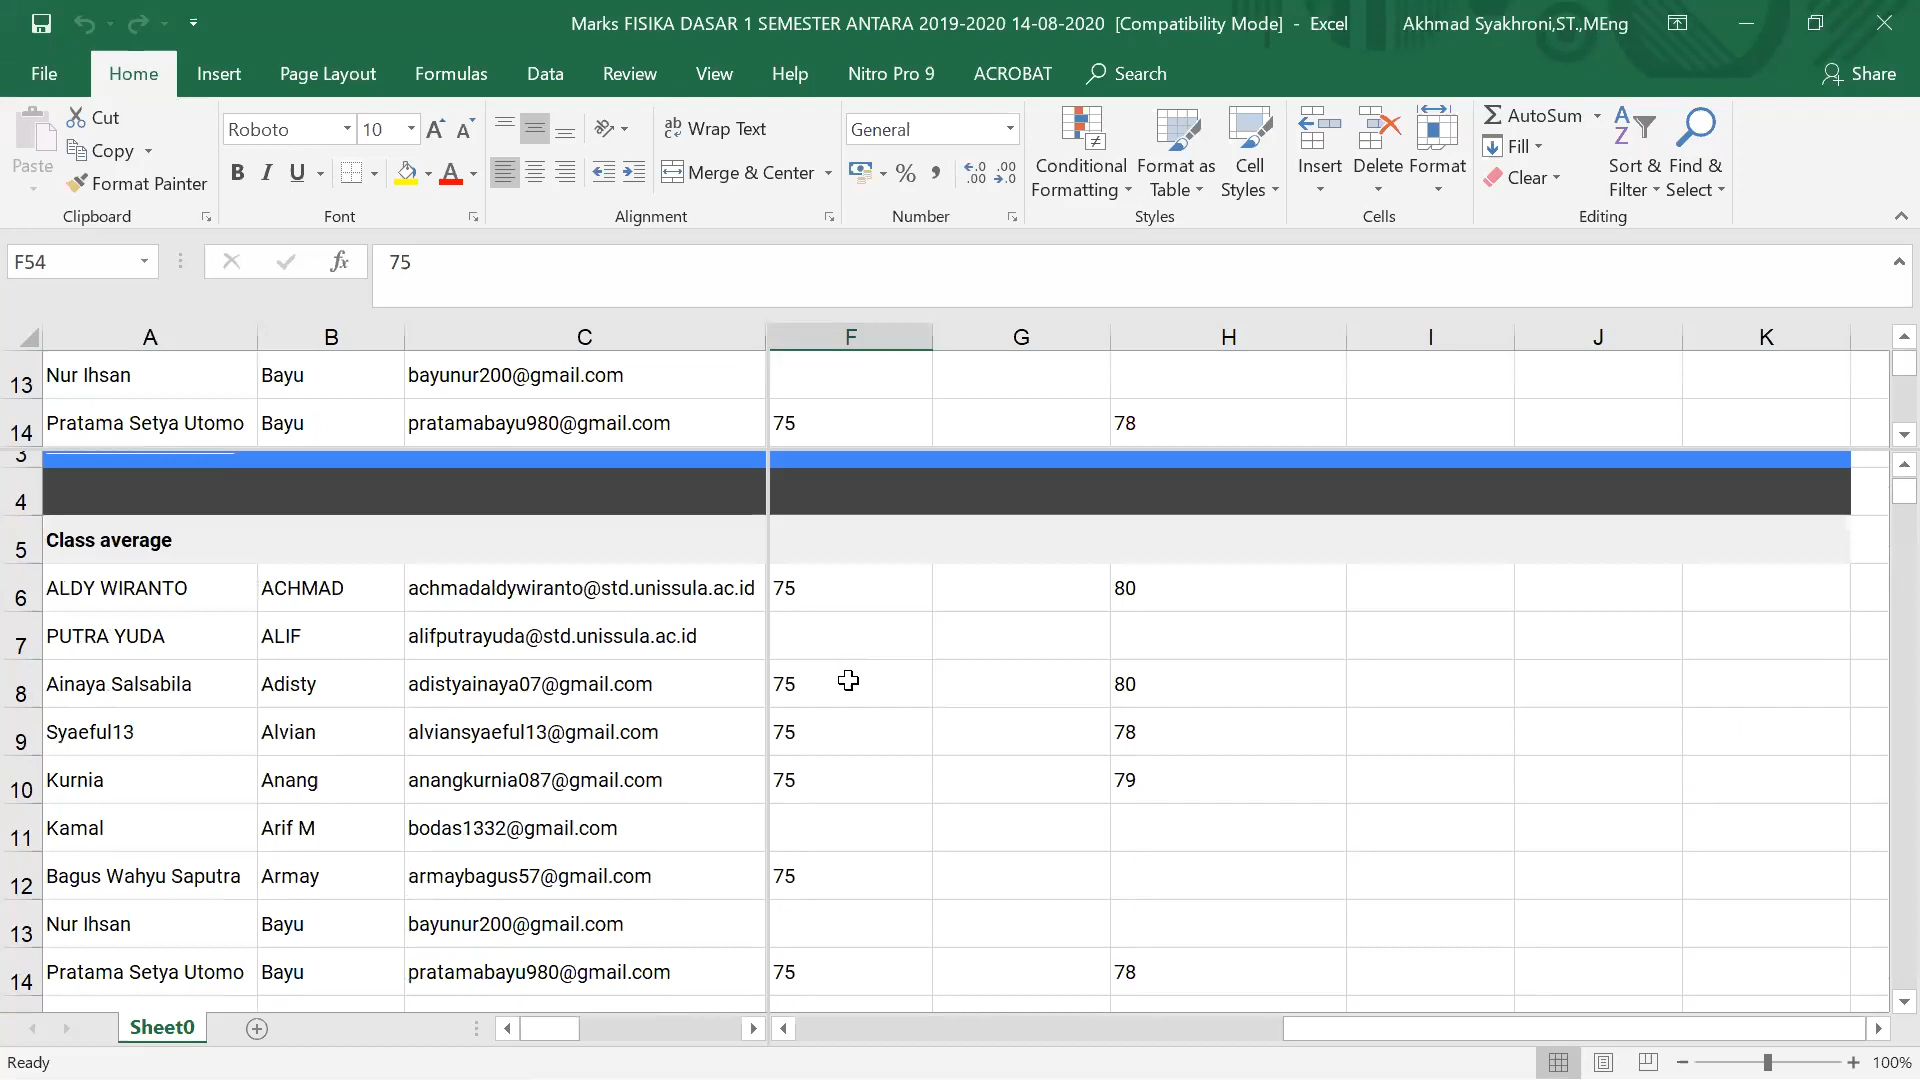 Marks FISIKA DASAR 1 SEMESTER ANTARA 2019-2020 14-08-2020 [Compatibility Mode] - Excel
Akhmad Syakhroni,ST.,MEng
File Home Insert Page Layout Formulas Data Review View Help Nitro Pro 9 ACROBAT Search Share
Paste
Cut
Copy
Format Painter
Clipboard
Roboto 10
B I U
Font
Wrap Text
Merge & Center
Alignment
General
Number
Conditional Formatting
Format as Table
Cell Styles
Styles
Insert Delete Format
Cells
AutoSum
Fill
Clear
Sort & Filter
Find & Select
Editing
F54 fx 75
A B C F G H I J K
13 Nur Ihsan Bayu bayunur200@gmail.com
14 Pratama Setya Utomo Bayu pratamabayu980@gmail.com 75 78
3
4
5 Class average
6 ALDY WIRANTO ACHMAD achmadaldywiranto@std.unissula.ac.id 75 80
7 PUTRA YUDA ALIF alifputrayuda@std.unissula.ac.id
8 Ainaya Salsabila Adisty adistyainaya07@gmail.com 75 80
9 Syaeful13 Alvian alviansyaeful13@gmail.com 75 78
10 Kurnia Anang anangkurnia087@gmail.com 75 79
11 Kamal Arif M bodas1332@gmail.com
12 Bagus Wahyu Saputra Armay armaybagus57@gmail.com 75
13 Nur Ihsan Bayu bayunur200@gmail.com
14 Pratama Setya Utomo Bayu pratamabayu980@gmail.com 75 78
Sheet0
Ready 100%